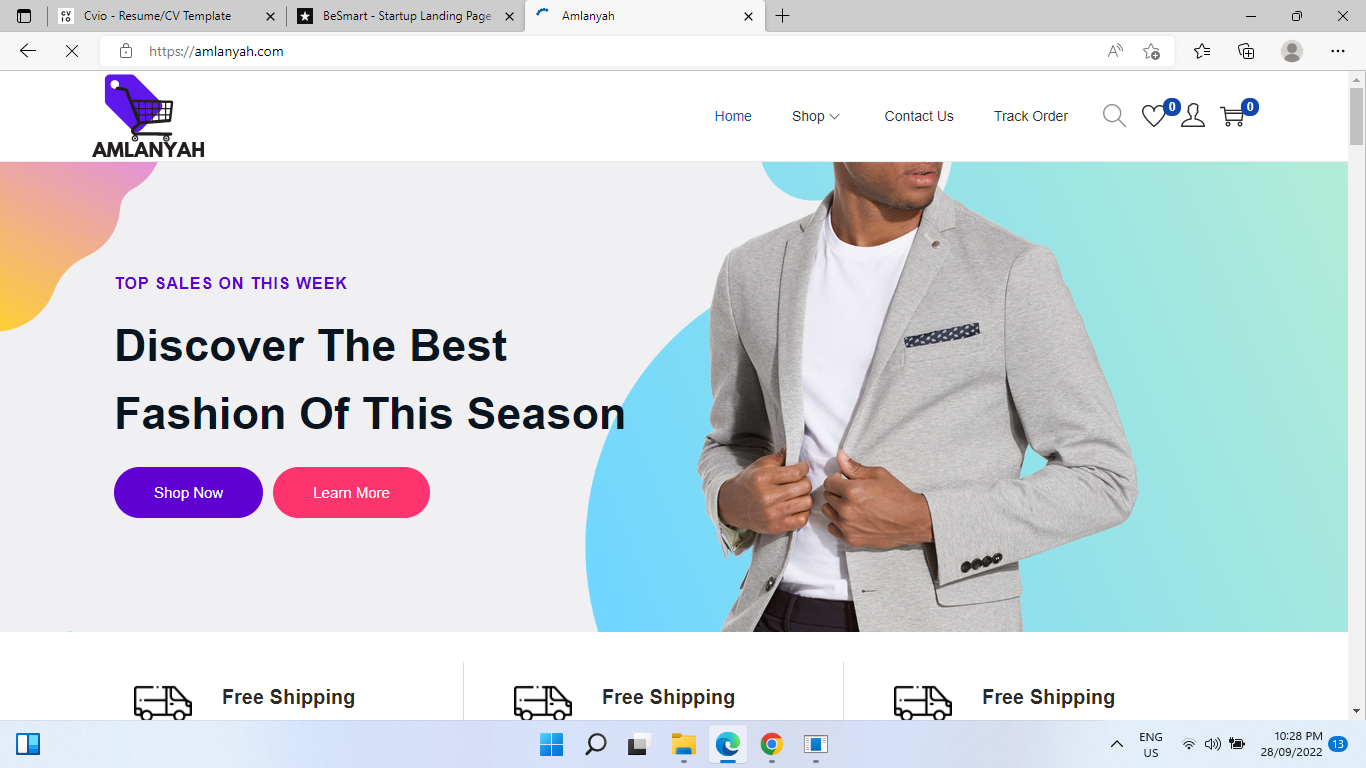 CV
IO
Cvio - Resume/CV Template
BeSmart - Startup Landing Page
Amlanyah
https://amlanyah.com
AMLANYAH
Home
Shop
Contact Us
Track Order
0
0
TOP SALES ON THIS WEEK
Discover The Best
Fashion Of This Season
Shop Now
Learn More
Free Shipping
Free Shipping
Free Shipping
ENG
US
10:28 PM
28/09/2022
13